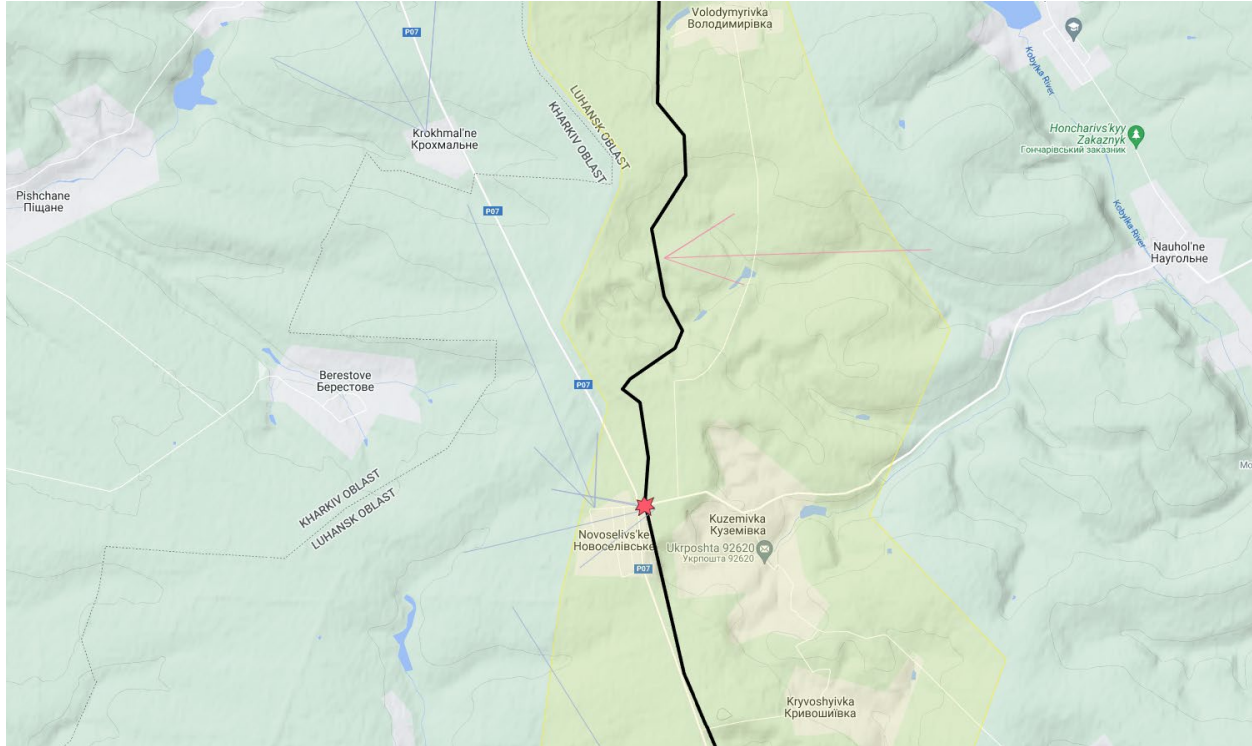 Volodymyrivka
Володимирівка
P07
Kobylka River
LUHANSK OBLAST
KHARKIV OBLAST
Krokhmal'ne
Крохмальне
Honcharivs'kyy
Zakaznyk
Гончарівський заказник
Pishchane
Піщане
P07
Kobylka River
Nauhol'ne
Наугольне
Berestove
Берестове
P07
KHARKIV OBLAST
LUHANSK OBLAST
Novoselivs'ke
Новоселівське
Kuzemivka
Куземівка
Ukrposhta 92620
Укрпошта 92620
P07
Kryvoshyivka
Кривошиївка